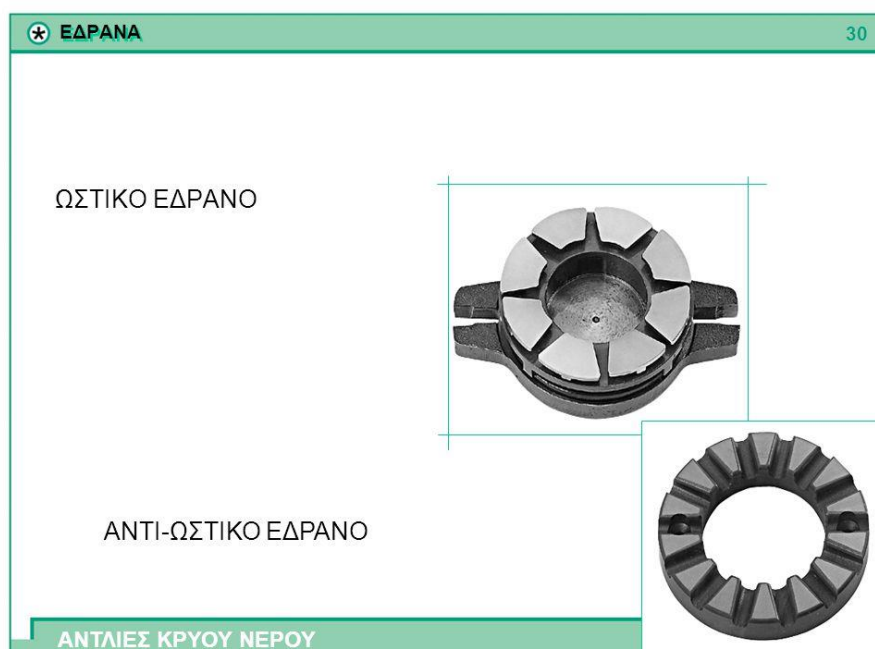 ΕΔΡΑΝΑ
30
ΩΣΤΙΚΟ ΕΔΡΑΝΟ
ΑΝΤΙ-ΩΣΤΙΚΟ ΕΔΡΑΝΟ
ΑΝΤΛΙΕΣ ΚΡΥΟΥ ΝΕΡΟΥ